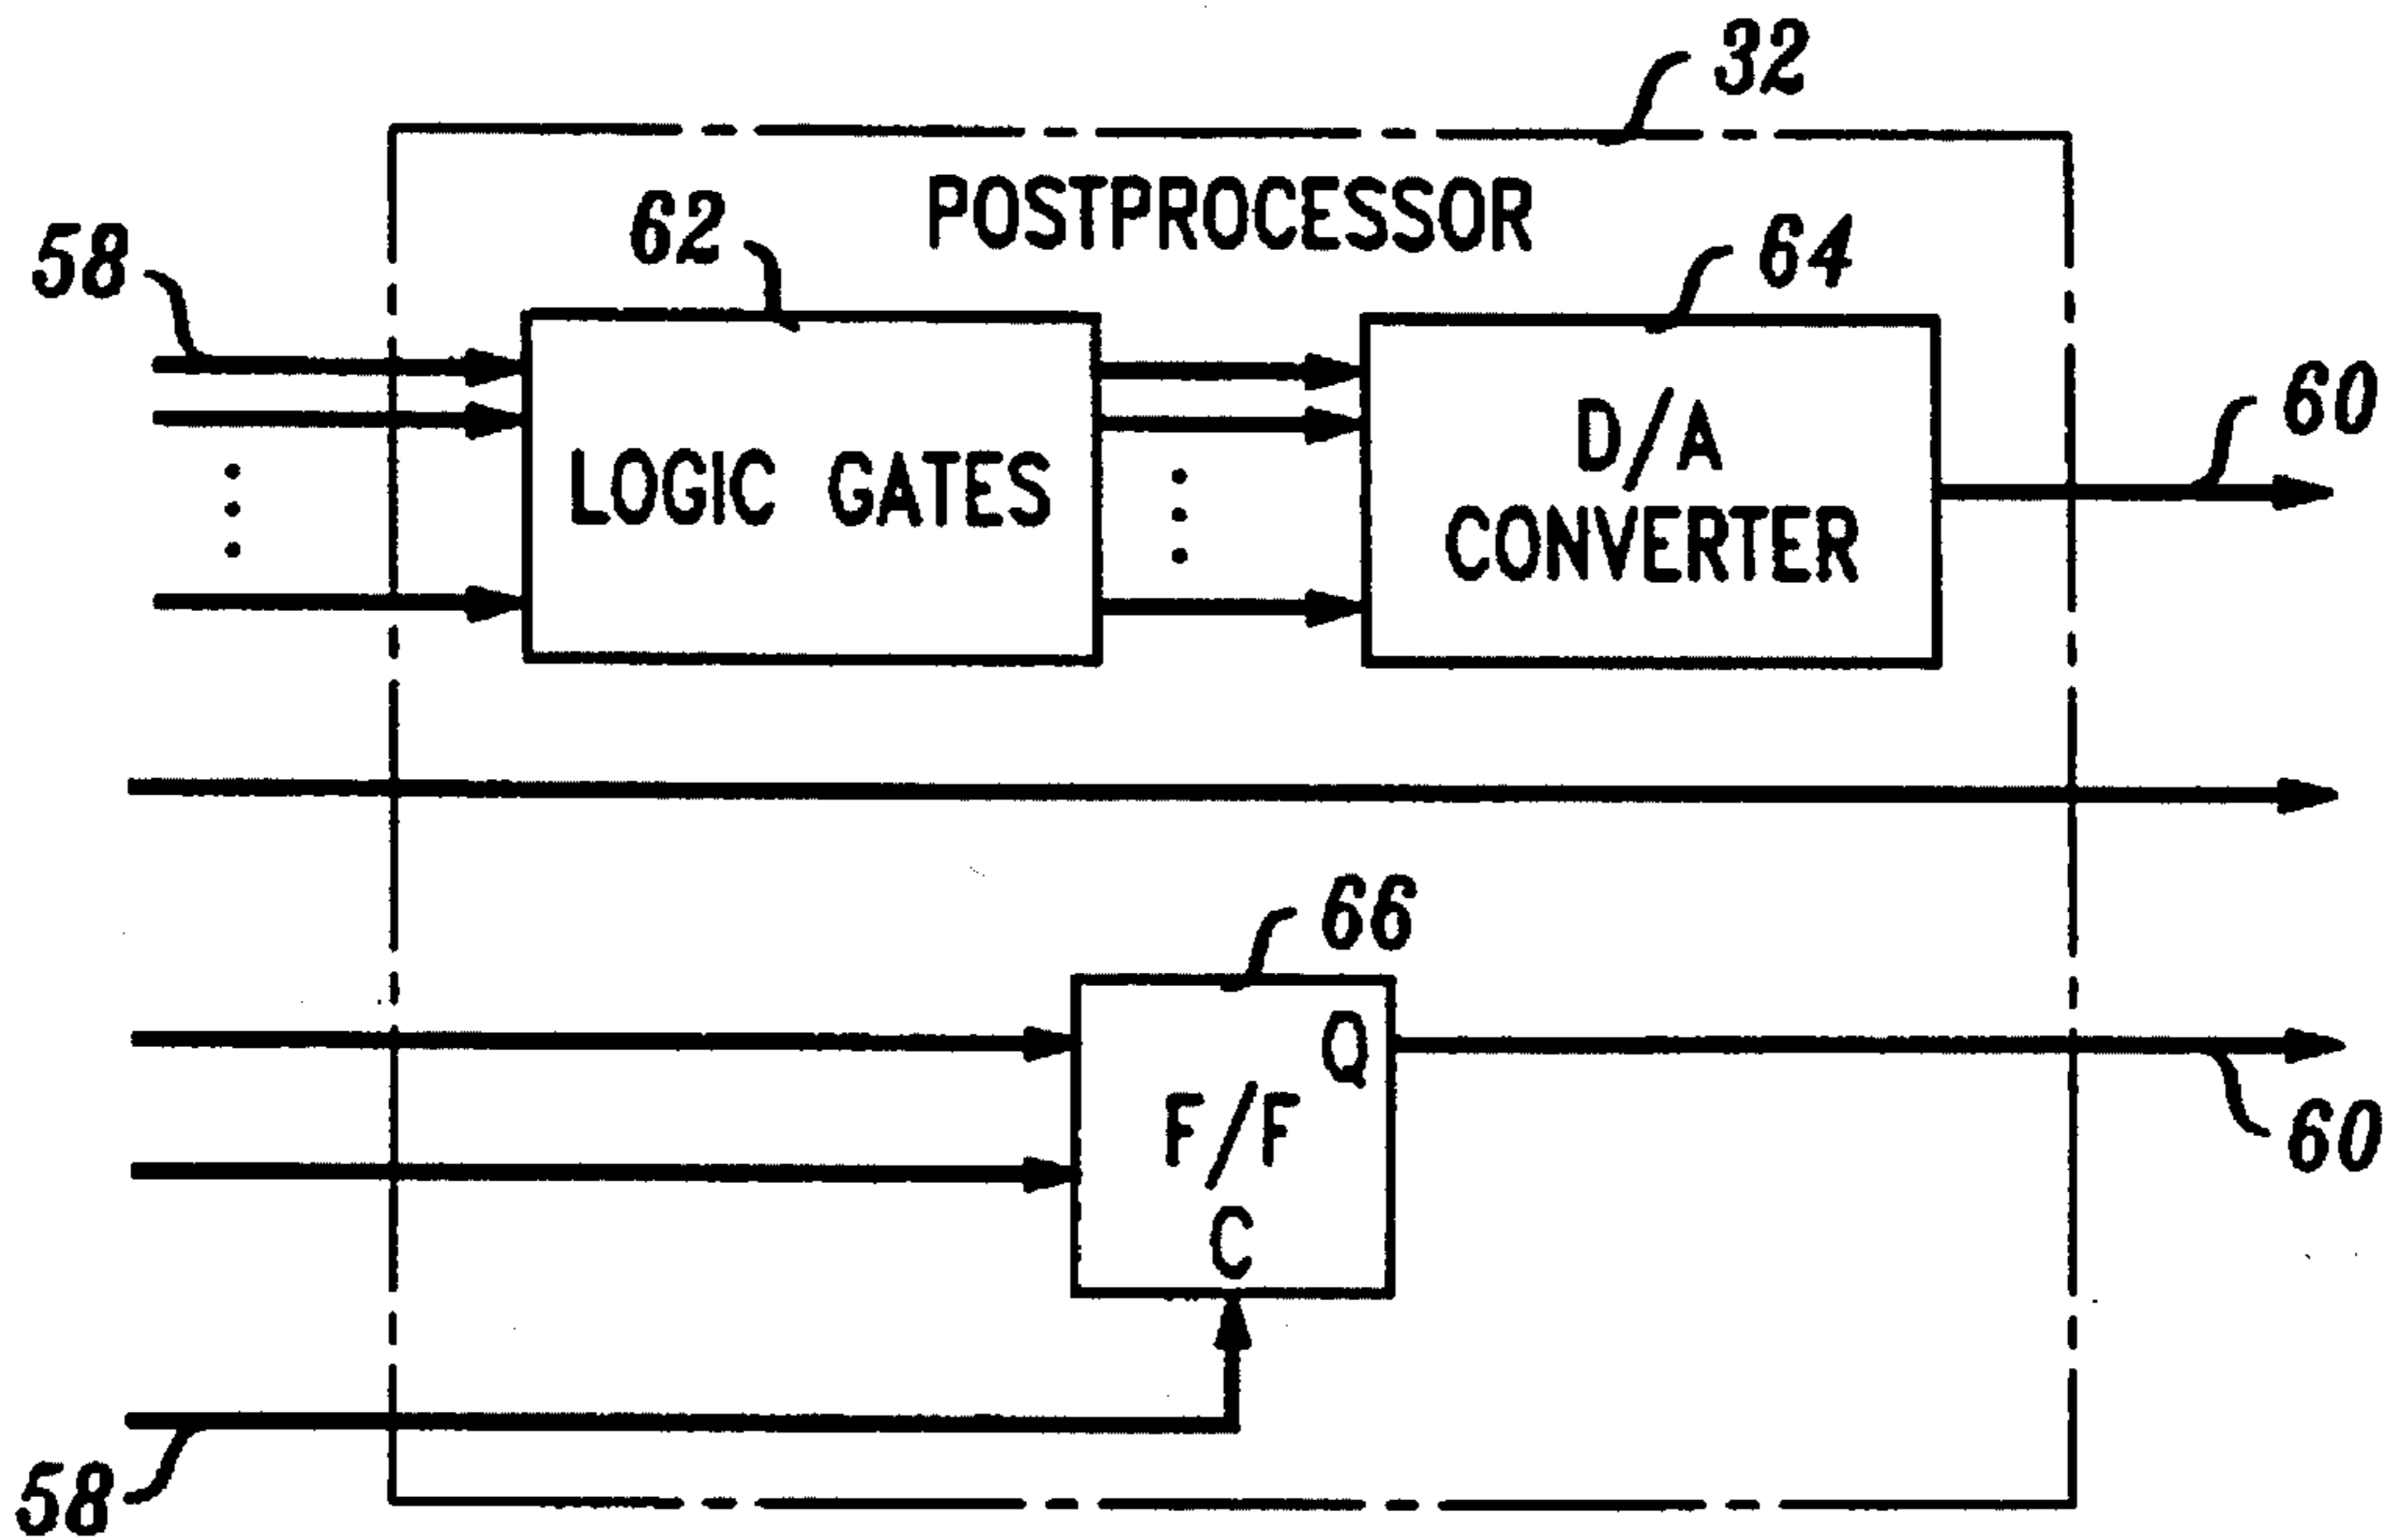 32
POSTPROCESSOR
58
62
64
LOGIC GATES
D/A
CONVERTER
60
66
Q
F/F
C
60
58